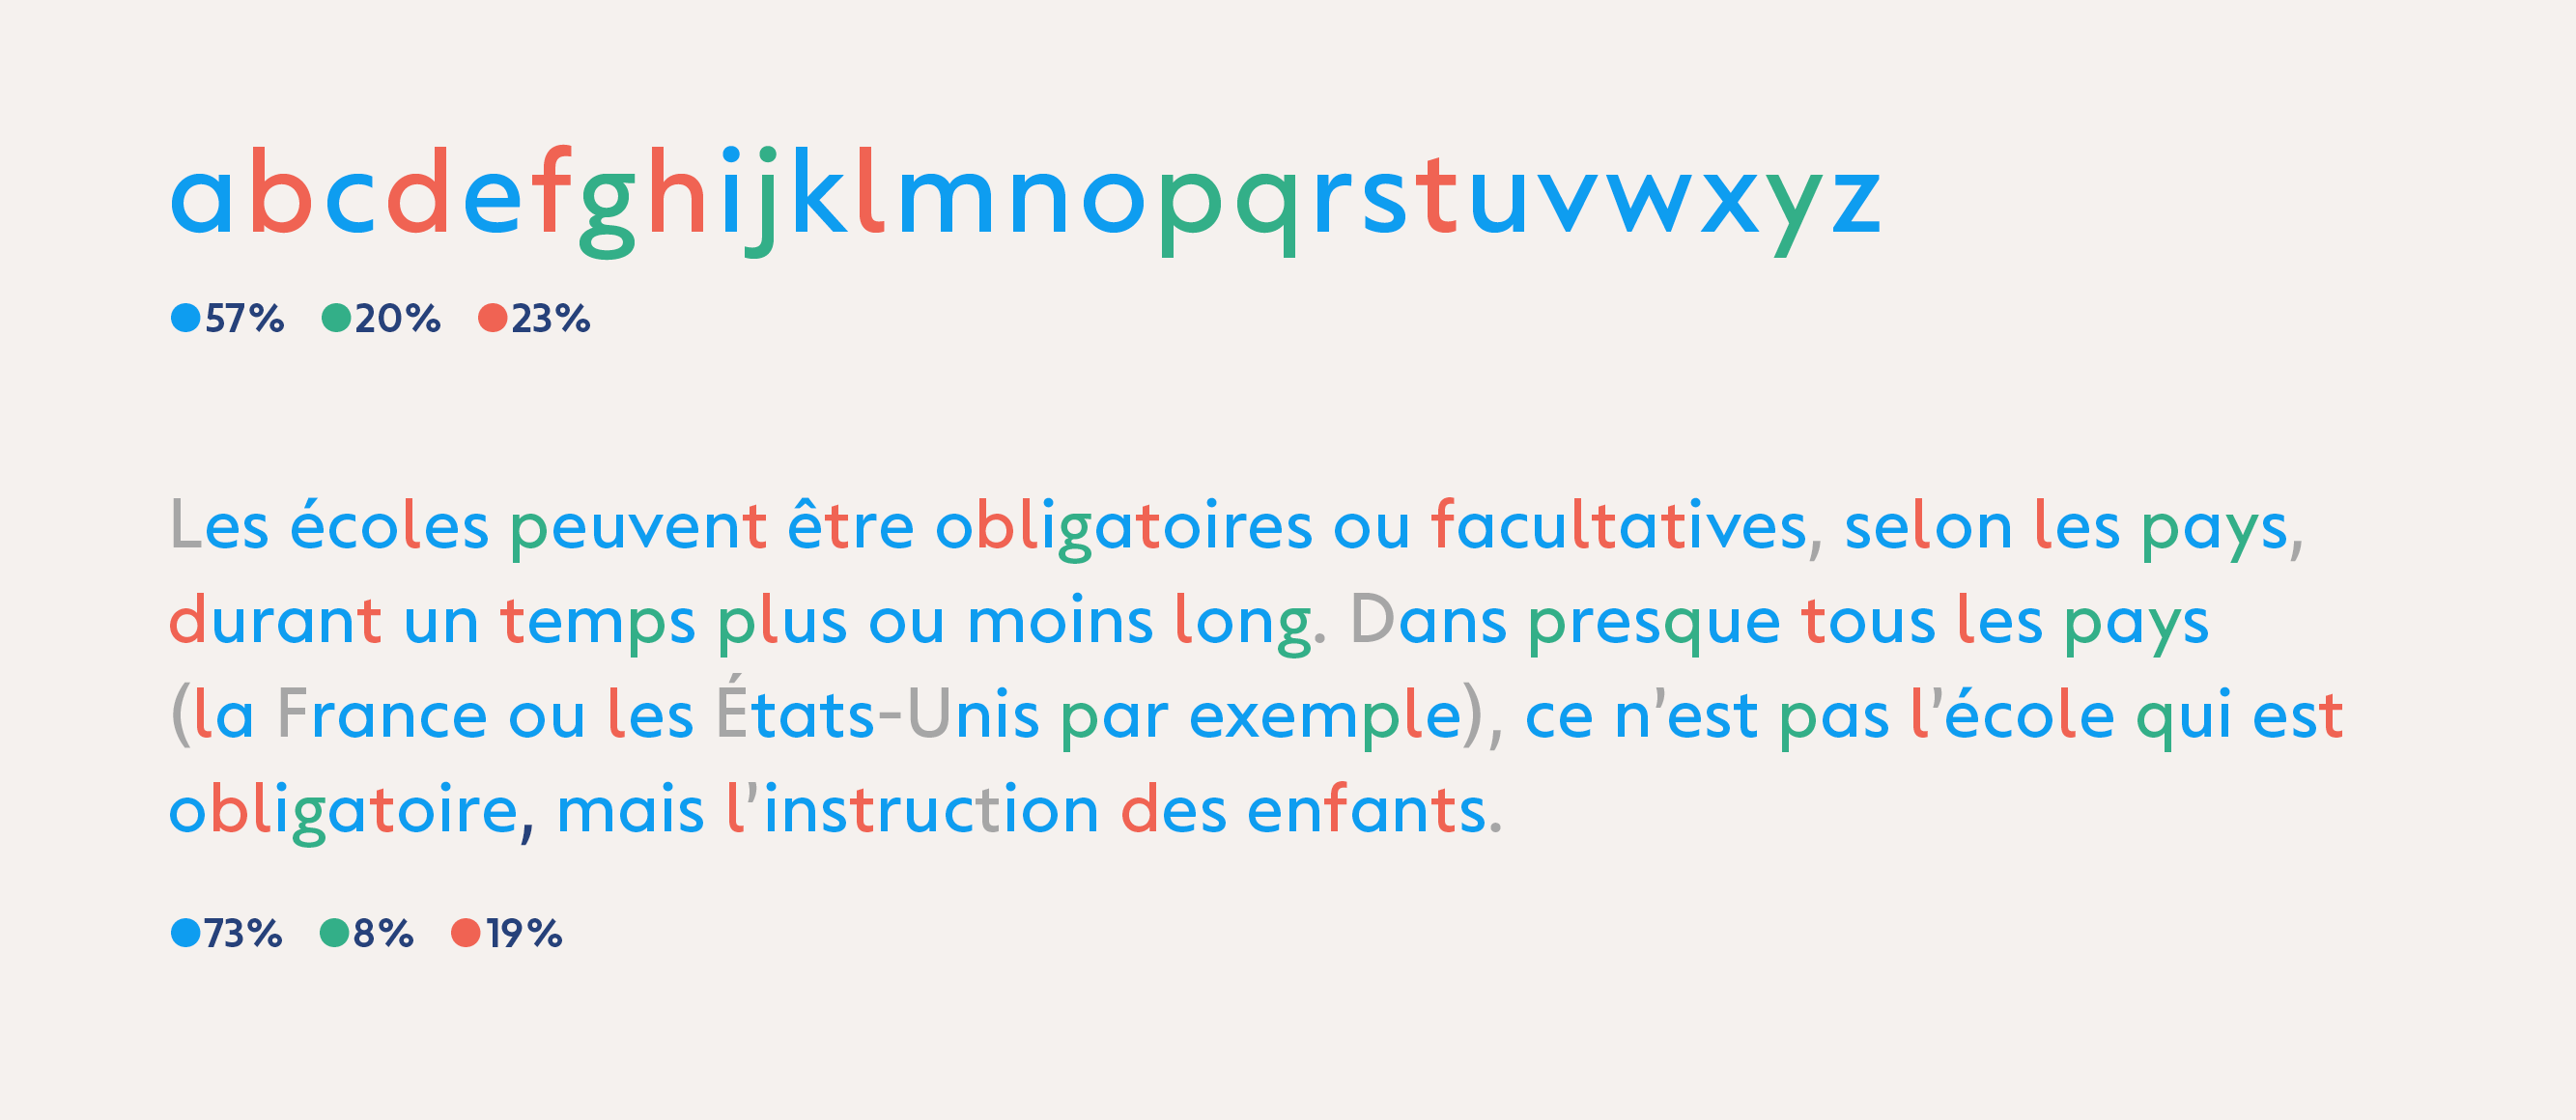 abcdefghijklmnopqrstuvwxyz
57% 20% 23%
Les écoles peuvent être obligatoires ou facultatives, selon les pays,
durant un temps plus ou moins long. Dans presque tous les pays
(la France ou les États-Unis par exemple), ce n’est pas l’école qui est
obligatoire, mais l’instruction des enfants.
73% 8% 19%